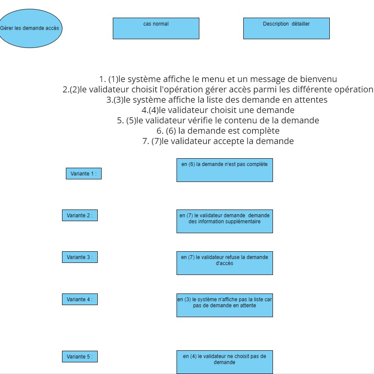 Gérer les demande accès
cas normal
Description détailer
1. (1)le système affiche le menu et un message de bienvenu
2.(2)le validateur choisit l'opération gérer accès parmi les différente opération
3.(3)le système affiche la liste des demande en attentes
4.(4)le validateur choisit une demande
5. (5)le validateur vérifie le contenu de la demande
6. (6) la demande est complète
7. (7)le validateur accepte la demande
Variante 1 :
en (6) la demande n'est pas complète
Variante 2 :
en (7) le validateur demande demande
des information supplémentaire
Variante 3 :
en (7) le validateur refuse la demande
d'accès
Variante 4 :
en (3) le système n'affiche pas la liste car
pas de demande en attente
Variante 5 :
en (4) le validateur ne choisit pas de
demande